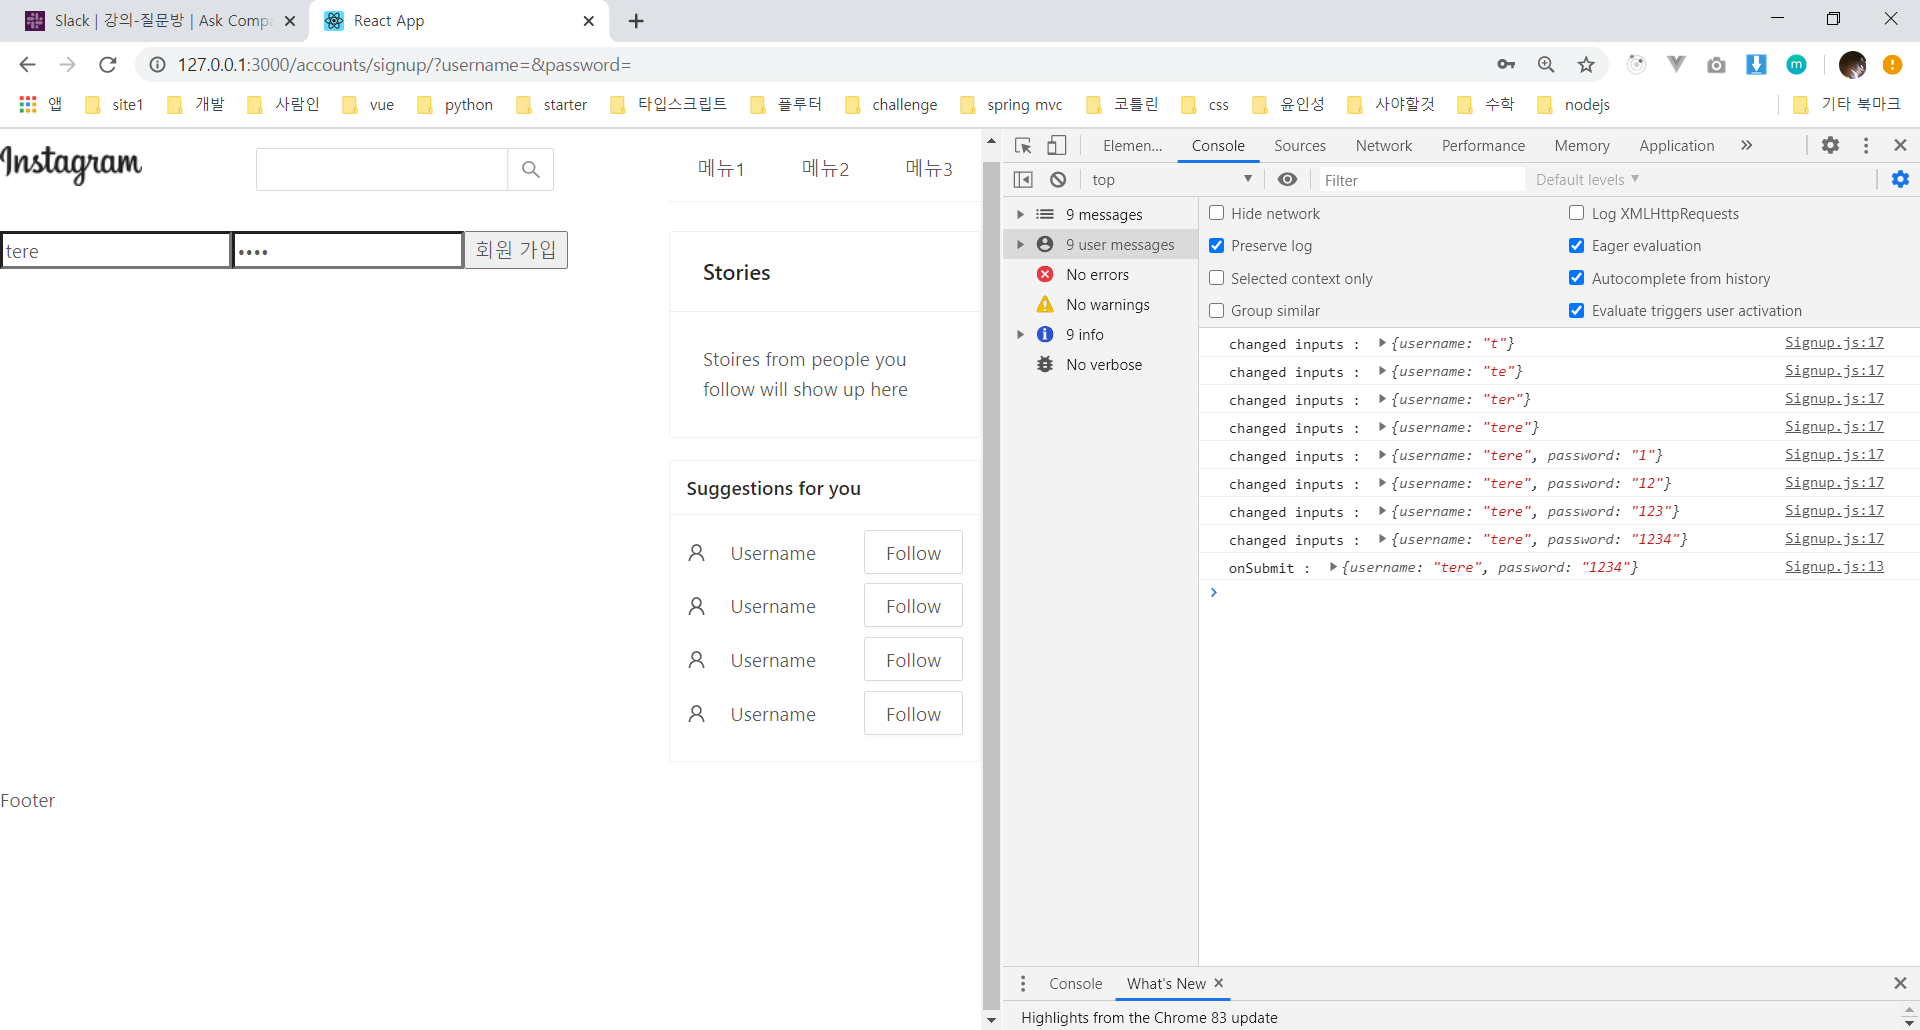 Slack | 강의-질문방 | Ask Compa
React App
127.0.0.1:3000/accounts/signup/?username=&password=
앱 site1 개발 사람인 vue python starter 타입스크립트 플루터 challenge spring mvc 코틀린 css 윤인성 사야할것 수학 nodejs 기타 북마크
Instagram
메뉴1 메뉴2 메뉴3
tere •••• 회원 가입
Stories
Stoires from people you
follow will show up here
Suggestions for you
Username Follow
Username Follow
Username Follow
Username Follow
Footer
Elemen... Console Sources Network Performance Memory Application »
top Filter Default levels
9 messages
9 user messages
No errors
No warnings
9 info
No verbose
Hide network Log XMLHttpRequests
Preserve log Eager evaluation
Selected context only Autocomplete from history
Group similar Evaluate triggers user activation
changed inputs : {username: "t"} Signup.js:17
changed inputs : {username: "te"} Signup.js:17
changed inputs : {username: "ter"} Signup.js:17
changed inputs : {username: "tere"} Signup.js:17
changed inputs : {username: "tere", password: "1"} Signup.js:17
changed inputs : {username: "tere", password: "12"} Signup.js:17
changed inputs : {username: "tere", password: "123"} Signup.js:17
changed inputs : {username: "tere", password: "1234"} Signup.js:17
onSubmit : {username: "tere", password: "1234"} Signup.js:13
Console What's New
Highlights from the Chrome 83 update